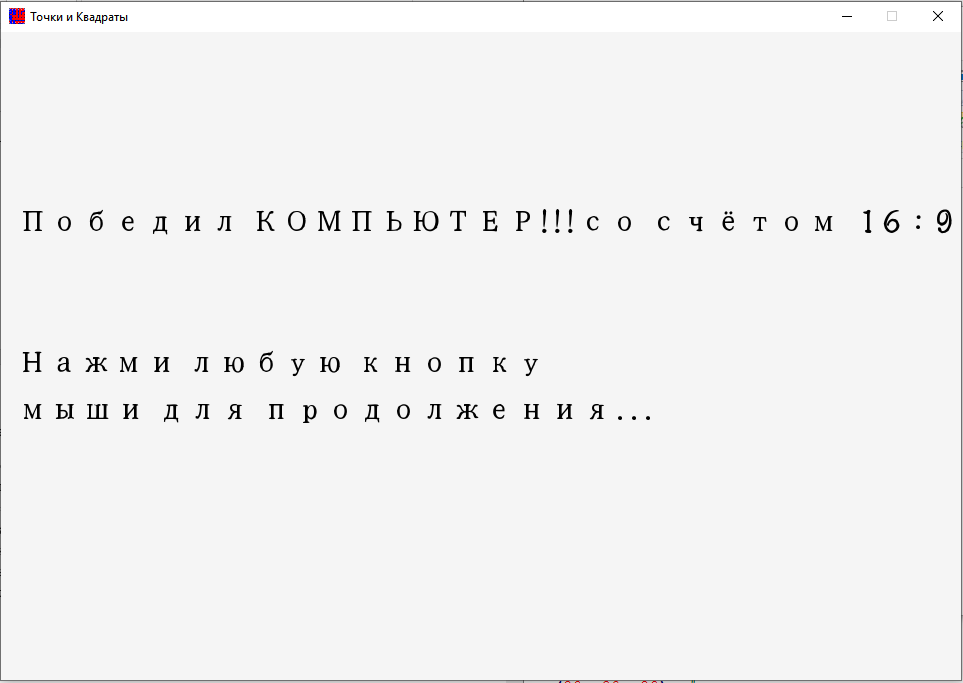 Точки и Квадраты
Победил КОМПЬЮТЕР!!! со счётом 16:9
Нажми любую кнопку
мыши для продолжения...